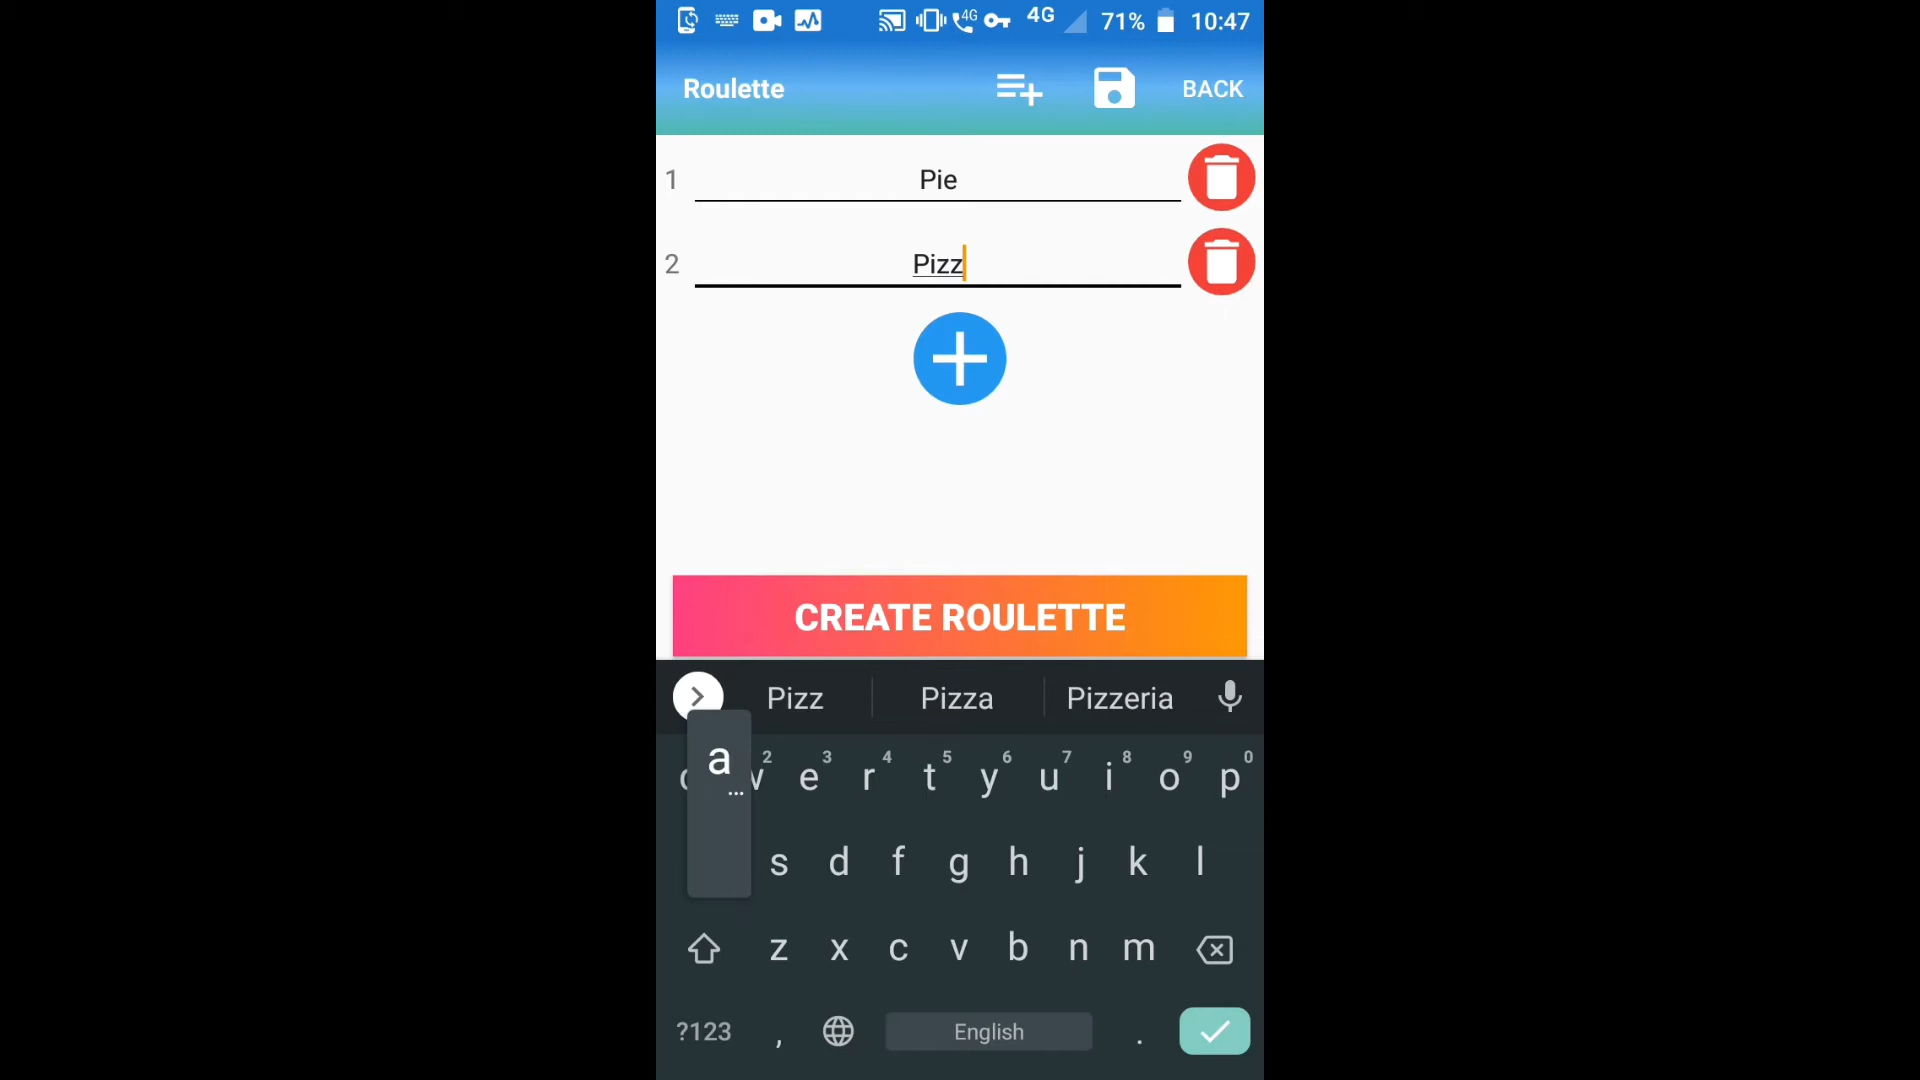 4G 4G 71% 10:47
Roulette BACK
1 Pie
2 Pizz
CREATE ROULETTE
Pizz Pizza Pizzeria
a
...
2 3 4 5 6 7 8 9 0
e r t y u i o p
s d f g h j k l
z x c v b n m
?123 , English .